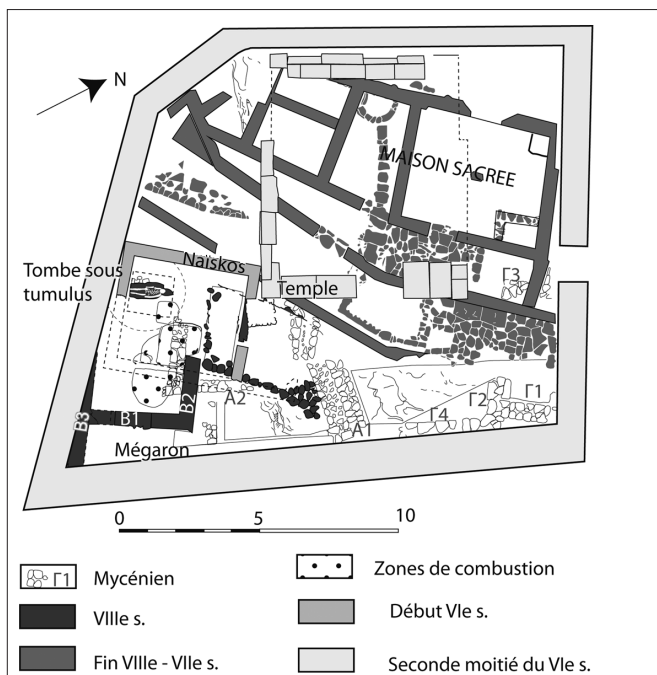 N
MAISON SACREE
Naïskos
Tombe sous
tumulus
Temple
Γ3
B2
A2
B3
B1
A1
Γ4
Γ2
Γ1
Mégaron
0 5 10
Γ1 Mycénien
Zones de combustion
VIIIe s.
Début VIe s.
Fin VIIIe - VIIe s.
Seconde moitié du VIe s.